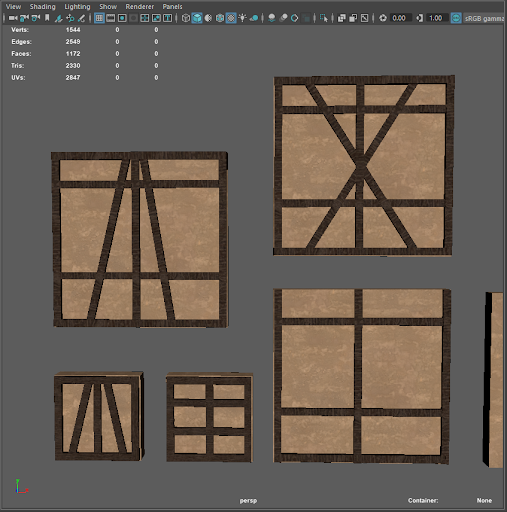 View Shading Lighting Show Renderer Panels
0.00 1.00 sRGB gamma
Verts: 1544 0 0
Edges: 2549 0 0
Faces: 1172 0 0
Tris: 2330 0 0
UVs: 2847 0 0
persp Container: None